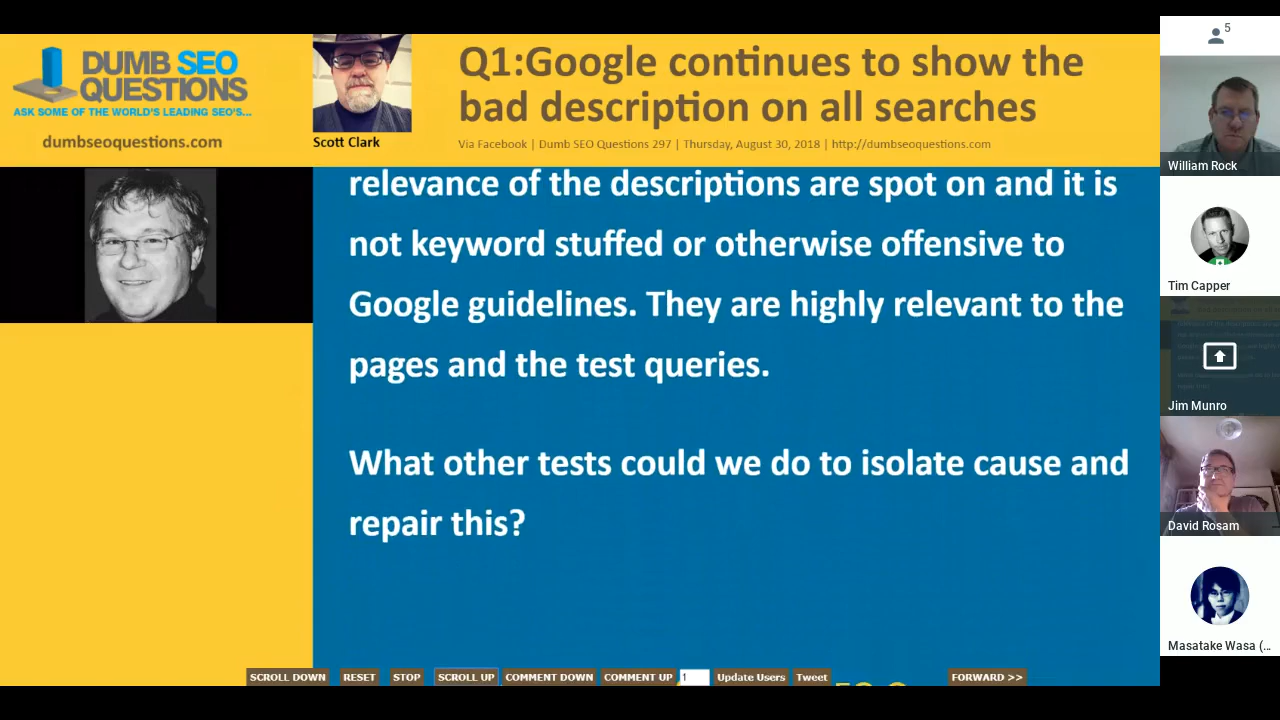 DUMB SEO
QUESTIONS
ASK SOME OF THE WORLD'S LEADING SEO'S...
dumbseoquestions.com
Scott Clark
Q1:Google continues to show the
bad description on all searches
Via Facebook | Dumb SEO Questions 297 | Thursday, August 30, 2018 | http://dumbseoquestions.com
relevance of the descriptions are spot on and it is
not keyword stuffed or otherwise offensive to
Google guidelines. They are highly relevant to the
pages and the test queries.
What other tests could we do to isolate cause and
repair this?
SCROLL DOWN RESET STOP SCROLL UP COMMENT DOWN COMMENT UP 1 Update Users Tweet FORWARD >>
5
William Rock
Tim Capper
Jim Munro
David Rosam
Masatake Wasa (...